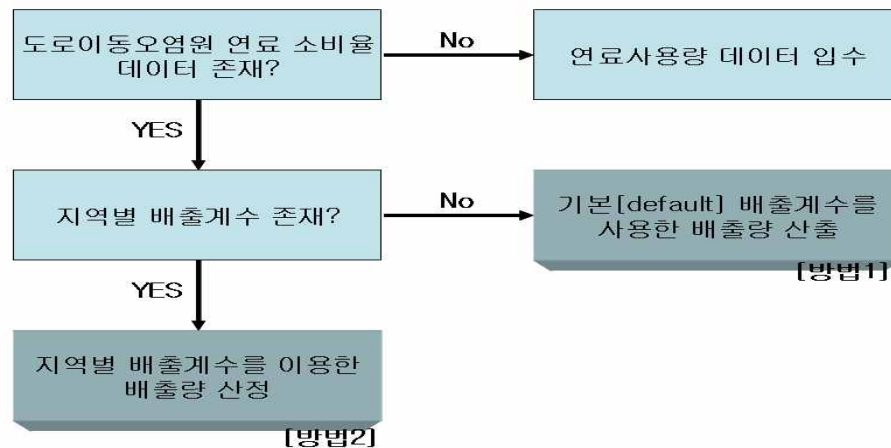 도로이동오염원 연료 소비율
데이터 존재?
No
연료사용량 데이터 입수
YES
지역별 배출계수 존재?
No
기본[default] 배출계수를
사용한 배출량 산출
[방법1]
YES
지역별 배출계수를 이용한
배출량 산정
[방법2]